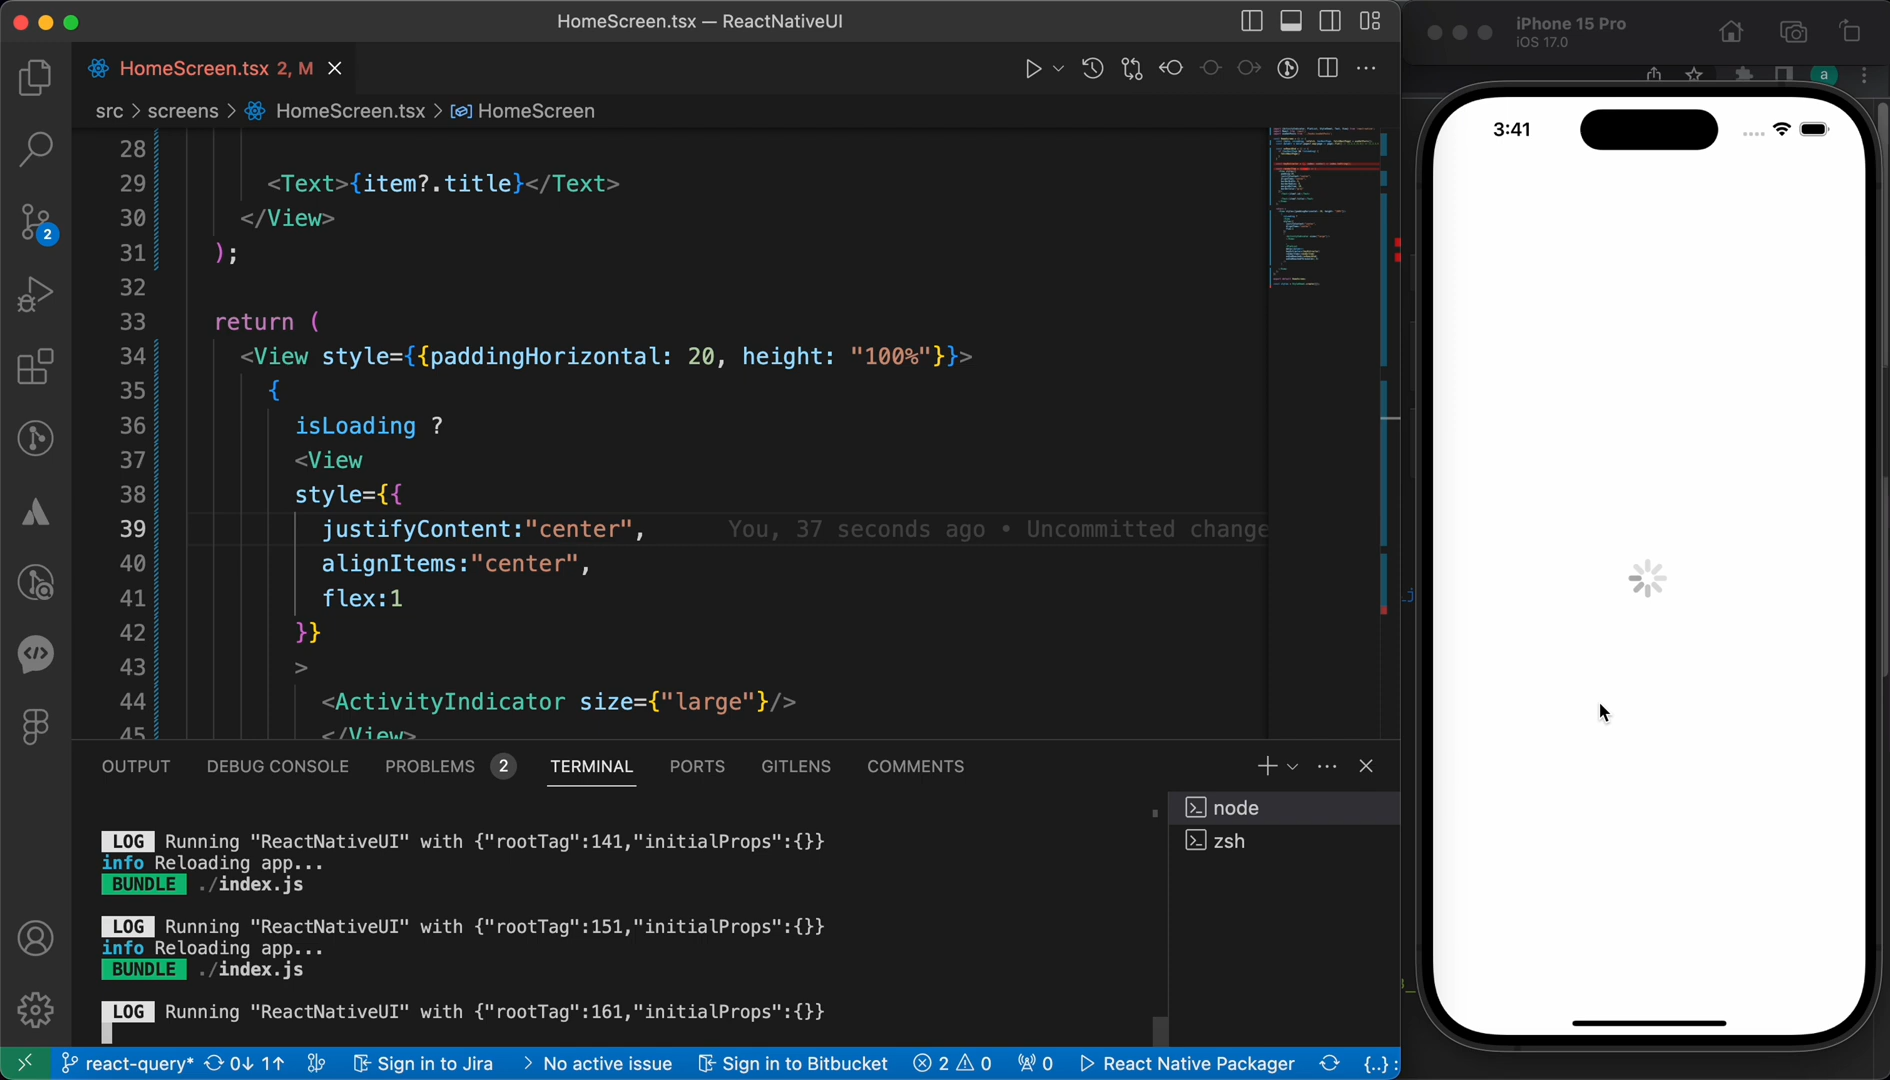 HomeScreen.tsx — ReactNativeUI
HomeScreen.tsx 2, M
src > screens > HomeScreen.tsx > HomeScreen
28
29 <Text>{item?.title}</Text>
30 </View>
31 );
32
33 return (
34 <View style={{paddingHorizontal: 20, height: "100%"}}>
35 {
36 isLoading ?
37 <View
38 style={{
39 justifyContent:"center", You, 37 seconds ago • Uncommitted change
40 alignItems:"center",
41 flex:1
42 }}
43 >
44 <ActivityIndicator size={"large"}/>
45 </View>
2
OUTPUT DEBUG CONSOLE PROBLEMS 2 TERMINAL PORTS GITLENS COMMENTS
LOG Running "ReactNativeUI" with {"rootTag":141,"initialProps":{}}
info Reloading app...
BUNDLE ./index.js
LOG Running "ReactNativeUI" with {"rootTag":151,"initialProps":{}}
info Reloading app...
BUNDLE ./index.js
LOG Running "ReactNativeUI" with {"rootTag":161,"initialProps":{}}
node
zsh
react-query* 0↓ 1↑ Sign in to Jira > No active issue Sign in to Bitbucket 2 0 0 React Native Packager {..} :
iPhone 15 Pro
iOS 17.0
a
3:41